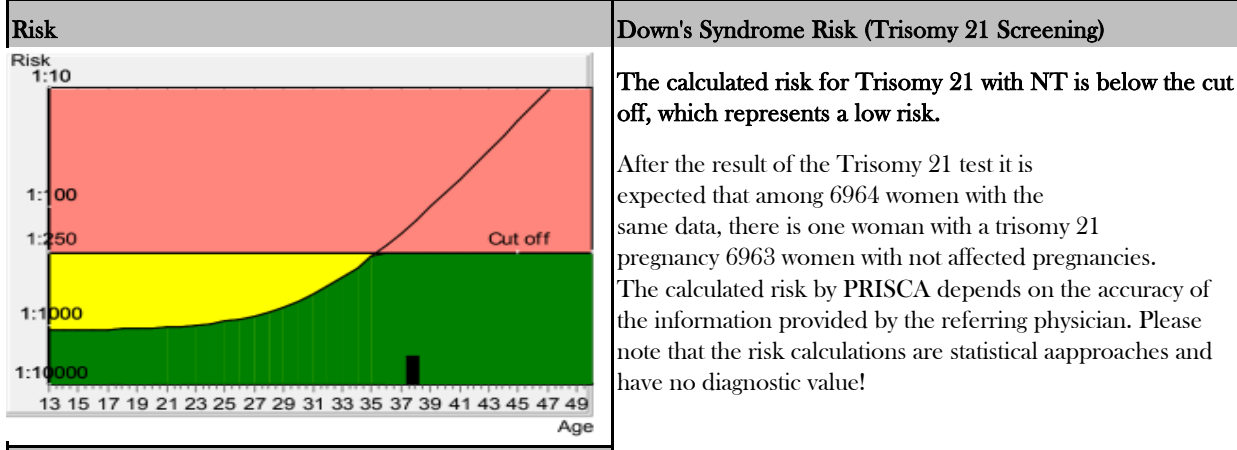 Risk
Down's Syndrome Risk (Trisomy 21 Screening)
Risk
1:10
1:100
1:250
Cut off
1:1000
1:10000
13 15 17 19 21 23 25 27 29 31 33 35 37 39 41 43 45 47 49
Age
The calculated risk for Trisomy 21 with NT is below the cut
off, which represents a low risk.
After the result of the Trisomy 21 test it is
expected that among 6964 women with the
same data, there is one woman with a trisomy 21
pregnancy 6963 women with not affected pregnancies.
The calculated risk by PRISCA depends on the accuracy of
the information provided by the referring physician. Please
note that the risk calculations are statistical aapproaches and
have no diagnostic value!